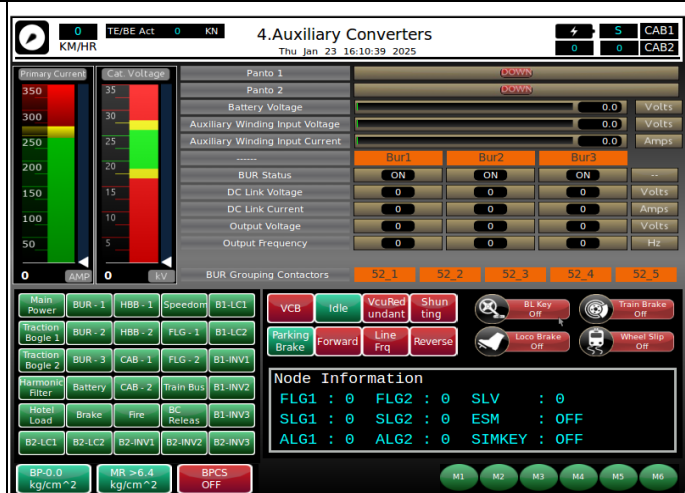 0 KM/HR TE/BE Act 0 KN 4.Auxiliary Converters S CAB1
Thu Jan 23 16:10:39 2025 0 0 CAB2
Primary Current Cat. Voltage
350 300 250 200 150 100 50 0 AMP
35 30 25 20 15 10 5 0 kV
Panto 1 DOWN
Panto 2 DOWN
Battery Voltage 0.0 Volts
Auxiliary Winding Input Voltage 0.0 Volts
Auxiliary Winding Input Current 0.0 Amps
------ Bur1 Bur2 Bur3
BUR Status ON ON ON --
DC Link Voltage 0 0 0 Volts
DC Link Current 0 0 0 Amps
Output Voltage 0 0 0 Volts
Output Frequency 0 0 0 Hz
BUR Grouping Contactors 52_1 52_2 52_3 52_4 52_5
Main Power BUR - 1 HBB - 1 Speedom B1-LC1
Traction Bogle 1 BUR - 2 HBB - 2 FLG - 1 B1-LC2
Traction Bogle 2 BUR - 3 CAB - 1 FLG - 2 B1-INV1
Harmonic Filter Battery CAB - 2 Train Bus B1-INV2
Hotel Load Brake Fire BC Releas B1-INV3
B2-LC1 B2-LC2 B2-INV1 B2-INV2 B2-INV3
VCB Idle VcuRed undant Shun ting
Parking Brake Forward Line Frq Reverse
BL Key Off Train Brake Off
Loco Brake Off Wheel Slip Off
Node Information
FLG1 : 0 FLG2 : 0 SLV : 0
SLG1 : 0 SLG2 : 0 ESM : OFF
ALG1 : 0 ALG2 : 0 SIMKEY : OFF
BP-0.0 kg/cm^2 MR >6.4 kg/cm^2 BPCS OFF
M1 M2 M3 M4 M5 M6